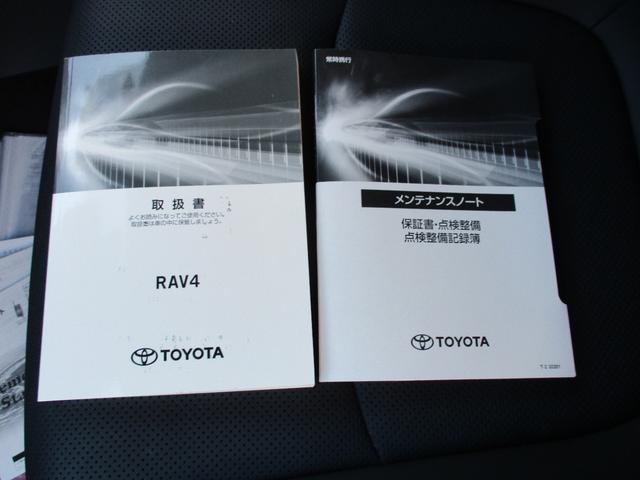 取扱書
よくお読みになってご使用ください。
取扱書は車の中に保管しましょう。
RAV4
TOYOTA
常時携行
メンテナンスノート
保証書・点検整備
点検整備記録簿
TOYOTA